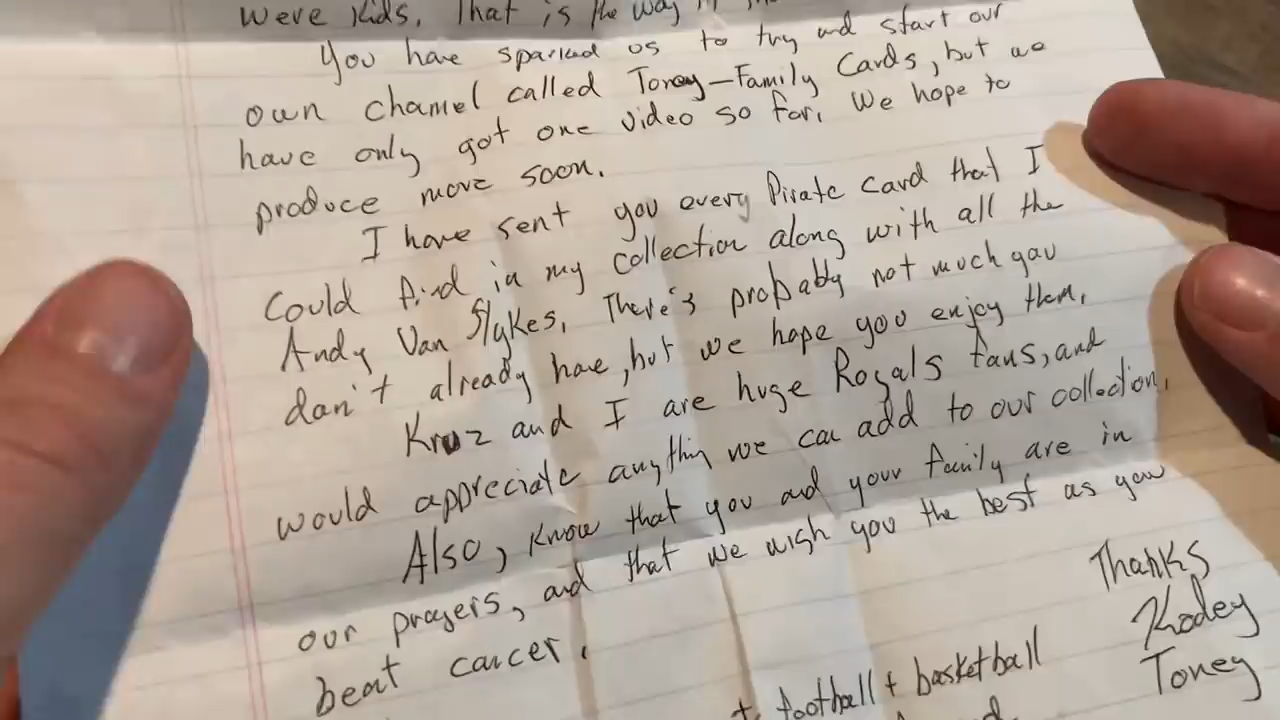 were kids. That is the way
You have sparked us to try and start our
own channel called Toney-Family Cards, but we
have only got one video so far. We hope to
produce more soon.
I have sent you every Pirate card that I
could find in my collection along with all the
Andy Van Slykes. There's probably not much you
don't already have, but we hope you enjoy them.
Kruz and I are huge Royals fans, and
would appreciate anything we can add to our collection.
Also, know that you and your family are in
our prayers, and that we wish you the best as you
beat cancer.
Thanks
Kodey
Toney
football + basketball